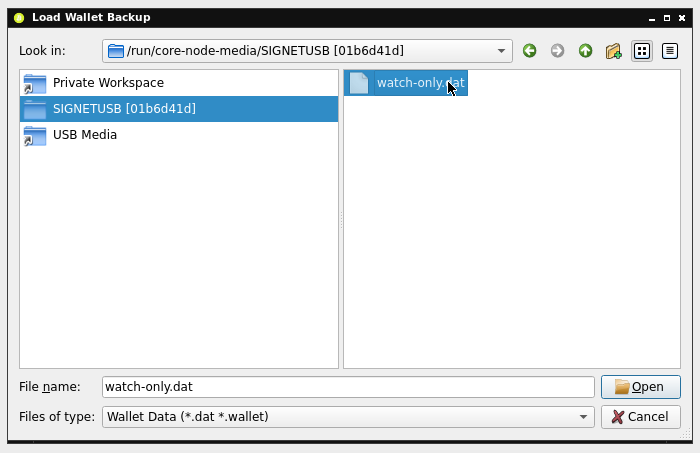 Load Wallet Backup
Look in: /run/core-node-media/SIGNETUSB [01b6d41d]
Private Workspace
SIGNETUSB [01b6d41d]
USB Media
watch-only.dat
File name: watch-only.dat
Open
Files of type: Wallet Data (*.dat *.wallet)
Cancel